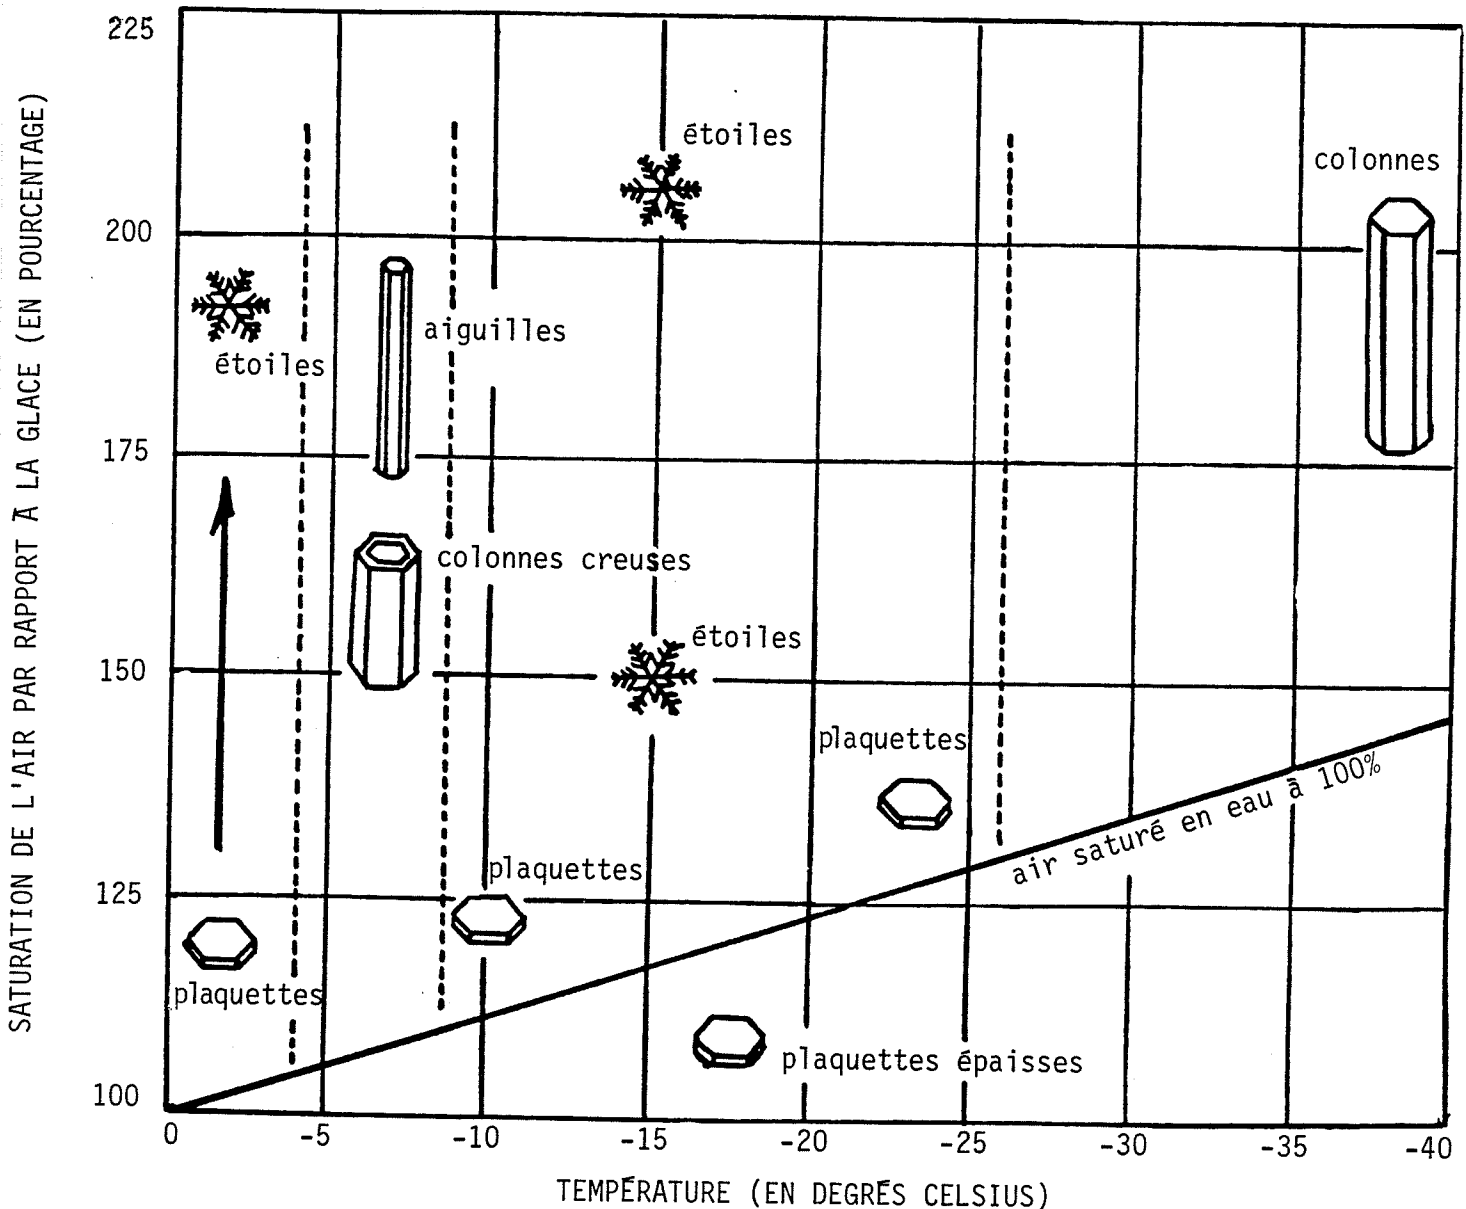 SATURATION DE L'AIR PAR RAPPORT À LA GLACE (EN POURCENTAGE)
225
200
175
150
125
100
étoiles
colonnes
aiguilles
étoiles
colonnes creuses
étoiles
plaquettes
plaquettes
plaquettes
air saturé en eau à 100%
plaquettes épaisses
0 -5 -10 -15 -20 -25 -30 -35 -40
TEMPÉRATURE (EN DEGRÉS CELSIUS)